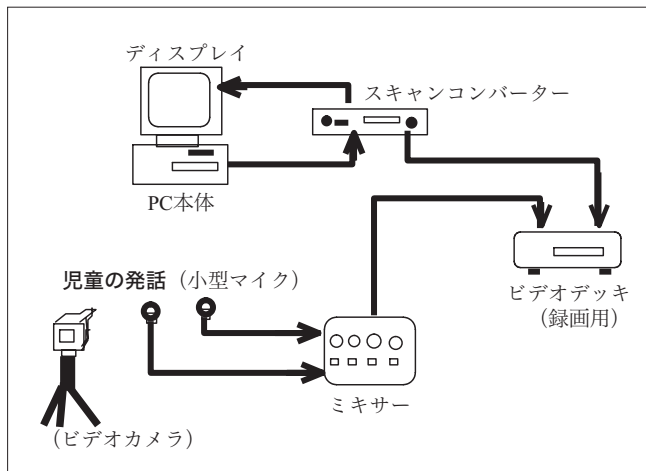 ディスプレイ
スキャンコンバーター
PC本体
ビデオデッキ
（録画用）
児童の発話（小型マイク）
ミキサー
（ビデオカメラ）